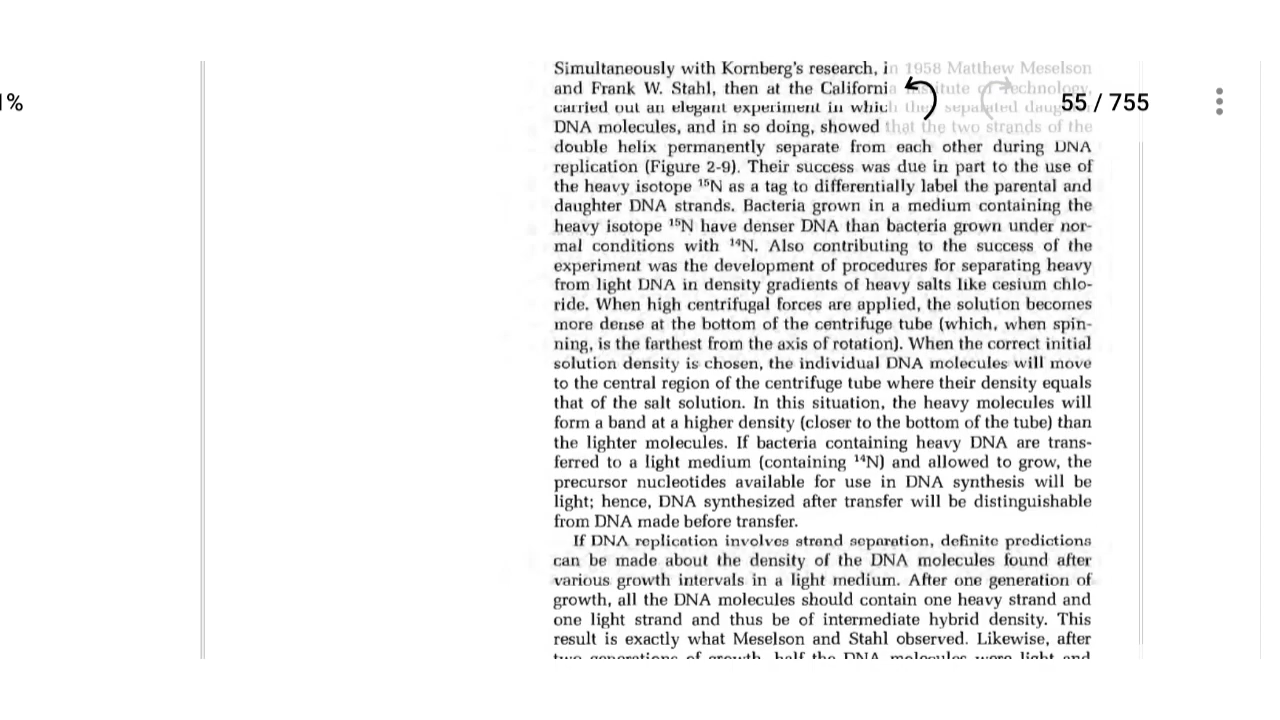 1%
55 / 755
Simultaneously with Kornberg's research, in 1958 Matthew Meselson
and Frank W. Stahl, then at the California Institute of Technology,
carried out an elegant experiment in which they separated daughter
DNA molecules, and in so doing, showed that the two strands of the
double helix permanently separate from each other during DNA
replication (Figure 2-9). Their success was due in part to the use of
the heavy isotope ¹⁵N as a tag to differentially label the parental and
daughter DNA strands. Bacteria grown in a medium containing the
heavy isotope ¹⁵N have denser DNA than bacteria grown under nor-
mal conditions with ¹⁴N. Also contributing to the success of the
experiment was the development of procedures for separating heavy
from light DNA in density gradients of heavy salts like cesium chlo-
ride. When high centrifugal forces are applied, the solution becomes
more dense at the bottom of the centrifuge tube (which, when spin-
ning, is the farthest from the axis of rotation). When the correct initial
solution density is chosen, the individual DNA molecules will move
to the central region of the centrifuge tube where their density equals
that of the salt solution. In this situation, the heavy molecules will
form a band at a higher density (closer to the bottom of the tube) than
the lighter molecules. If bacteria containing heavy DNA are trans-
ferred to a light medium (containing ¹⁴N) and allowed to grow, the
precursor nucleotides available for use in DNA synthesis will be
light; hence, DNA synthesized after transfer will be distinguishable
from DNA made before transfer.
If DNA replication involves strand separation, definite predictions
can be made about the density of the DNA molecules found after
various growth intervals in a light medium. After one generation of
growth, all the DNA molecules should contain one heavy strand and
one light strand and thus be of intermediate hybrid density. This
result is exactly what Meselson and Stahl observed. Likewise, after
two generations of growth, half the DNA molecules were light and